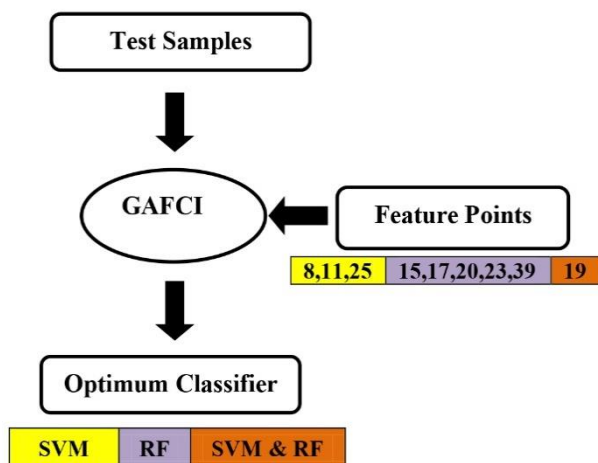 Test Samples
GAFCI
Feature Points
8,11,25 15,17,20,23,39 19
Optimum Classifier
SVM RF SVM & RF